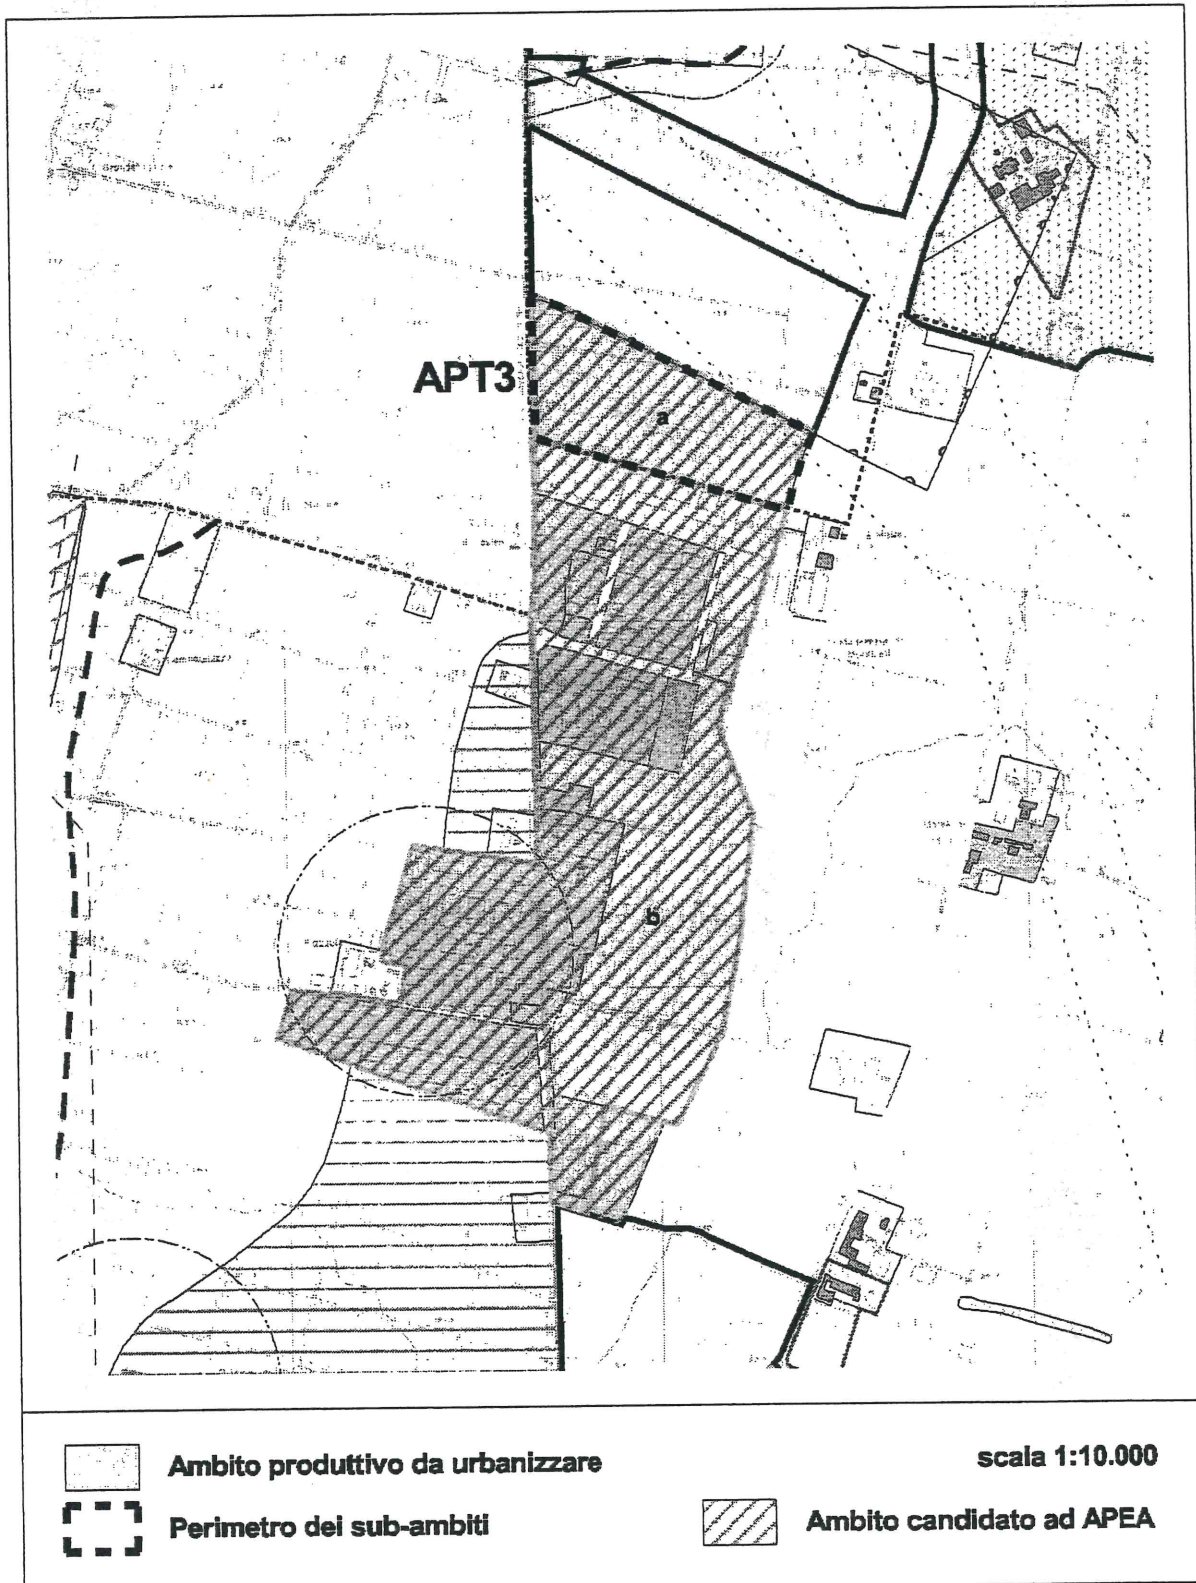 APT3
a
b
Ambito produttivo da urbanizzare
scala 1:10.000
Perimetro dei sub-ambiti
Ambito candidato ad APEA